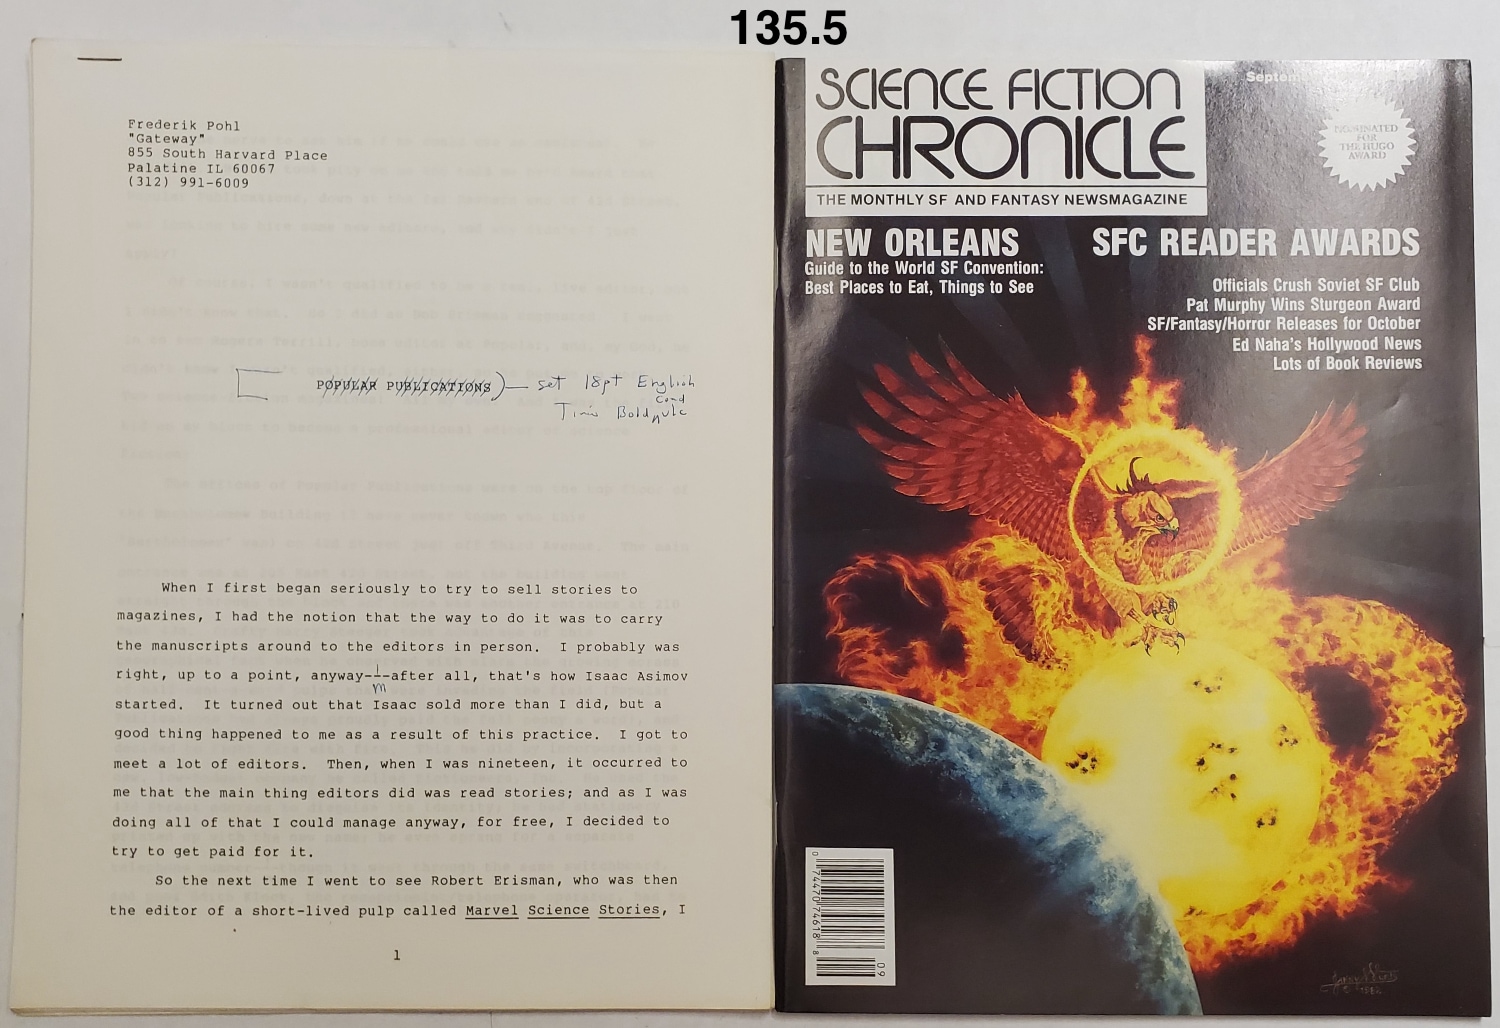 135.5
Frederik Pohl
"Gateway"
855 South Harvard Place
Palatine IL 60067
(312) 991-6009
POPULAR PUBLICATIONS
set 18pt English
Cond
Times Bold
When I first began seriously to try to sell stories to
magazines, I had the notion that the way to do it was to carry
the manuscripts around to the editors in person. I probably was
right, up to a point, anyway--after all, that's how Isaac Asimov
m
started. It turned out that Isaac sold more than I did, but a
good thing happened to me as a result of this practice. I got to
meet a lot of editors. Then, when I was nineteen, it occurred to
me that the main thing editors did was read stories; and as I was
doing all of that I could manage anyway, for free, I decided to
try to get paid for it.
So the next time I went to see Robert Erisman, who was then
the editor of a short-lived pulp called Marvel Science Stories, I
1
SCIENCE FICTION
CHRONICLE
THE MONTHLY SF AND FANTASY NEWSMAGAZINE
NOMINATED
FOR
THE HUGO
AWARD
NEW ORLEANS
Guide to the World SF Convention:
Best Places to Eat, Things to See
SFC READER AWARDS
Officials Crush Soviet SF Club
Pat Murphy Wins Sturgeon Award
SF/Fantasy/Horror Releases for October
Ed Naha's Hollywood News
Lots of Book Reviews
0 74470 74618 8
09
© 1982